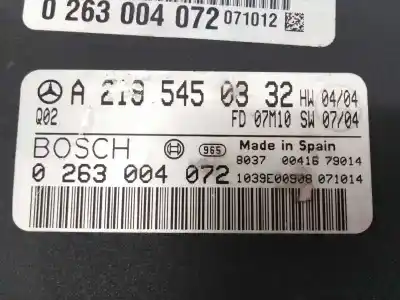 0 263 004 072 071012
A 219 545 03 32 HW 04/04
Q02 FD 07M10 SW 07/04
BOSCH 965 Made in Spain
8037 00416 79014
0 263 004 072 1039E00908 071014